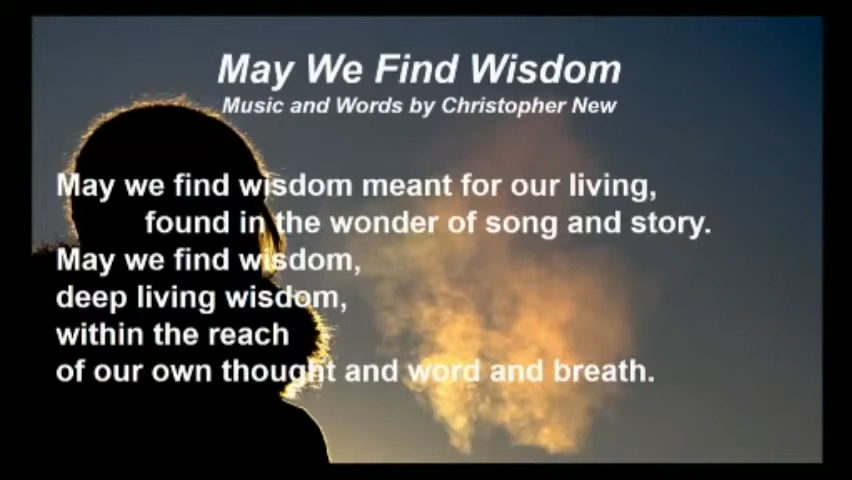 May We Find Wisdom
Music and Words by Christopher New
May we find wisdom meant for our living,
found in the wonder of song and story.
May we find wisdom,
deep living wisdom,
within the reach
of our own thought and word and breath.